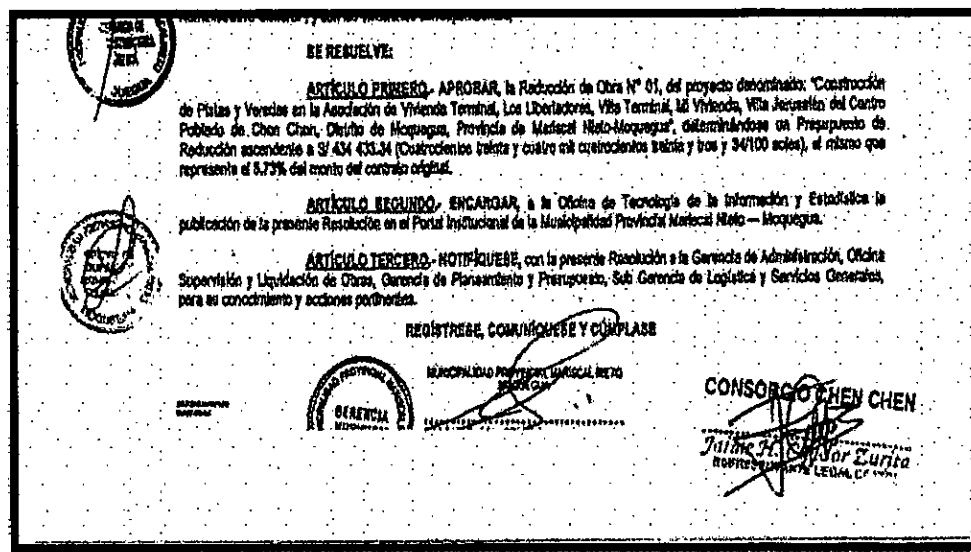 SE RESUELVE:
ARTÍCULO PRIMERO.- APROBAR, la Reducción de Obra N° 01, del proyecto denominado: "Construcción
de Pistas y Veredas en la Asociación de Vivienda Terminal, Los Libertadores, Villa Terminal, Mi Vivienda, Villa Jerusalén del Centro
Poblado de Chen Chen, Distrito de Moquegua, Provincia de Mariscal Nieto-Moquegua", determinándose un Presupuesto de
Reducción ascendente a S/ 434 433.34 (Cuatrocientos treinta y cuatro mil cuatrocientos treinta y tres y 34/100 soles), el mismo que
representa el 5.73% del monto del contrato original.
ARTÍCULO SEGUNDO.- ENCARGAR, a la Oficina de Tecnología de la Información y Estadística la
publicación de la presente Resolución en el Portal Institucional de la Municipalidad Provincial Mariscal Nieto – Moquegua.
ARTÍCULO TERCERO.- NOTIFÍQUESE, con la presente Resolución a la Gerencia de Administración, Oficina
Supervisión y Liquidación de Obras, Gerencia de Planeamiento y Presupuesto, Sub Gerencia de Logística y Servicios Generales,
para su conocimiento y acciones pertinentes.
REGÍSTRESE, COMUNÍQUESE Y CÚMPLASE
MUNICIPALIDAD PROVINCIAL MARISCAL NIETO
MOQUEGUA
GERENCIA
CONSORCIO CHEN CHEN
Jaime H. Zurita
REPRESENTANTE LEGAL